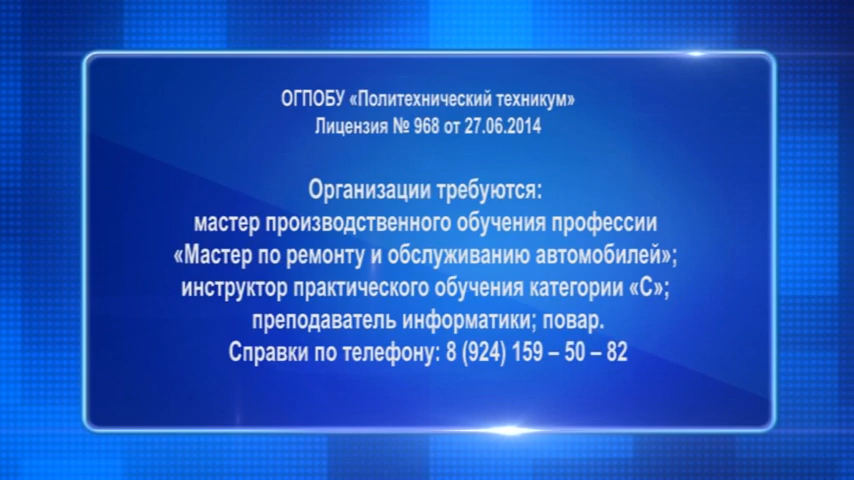 ОГПОБУ «Политехнический техникум»
Лицензия № 968 от 27.06.2014
Организации требуются:
мастер производственного обучения профессии
«Мастер по ремонту и обслуживанию автомобилей»;
инструктор практического обучения категории «С»;
преподаватель информатики; повар.
Справки по телефону: 8 (924) 159 – 50 – 82